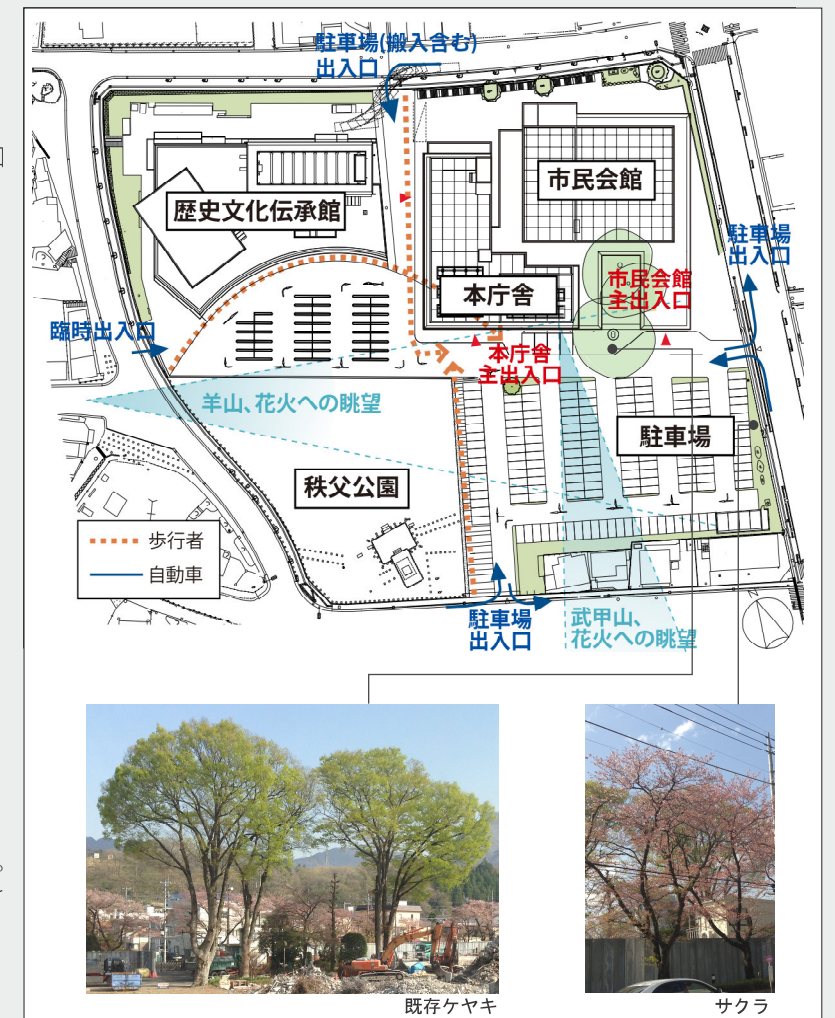 駐車場(搬入含む)
出入口
市民会館
歴史文化伝承館
駐車場
出入口
市民会館
主出入口
本庁舎
臨時出入口
本庁舎
主出入口
羊山、花火への眺望
駐車場
秩父公園
歩行者
自動車
駐車場
出入口
武甲山、
花火への眺望
既存ケヤキ
サクラ